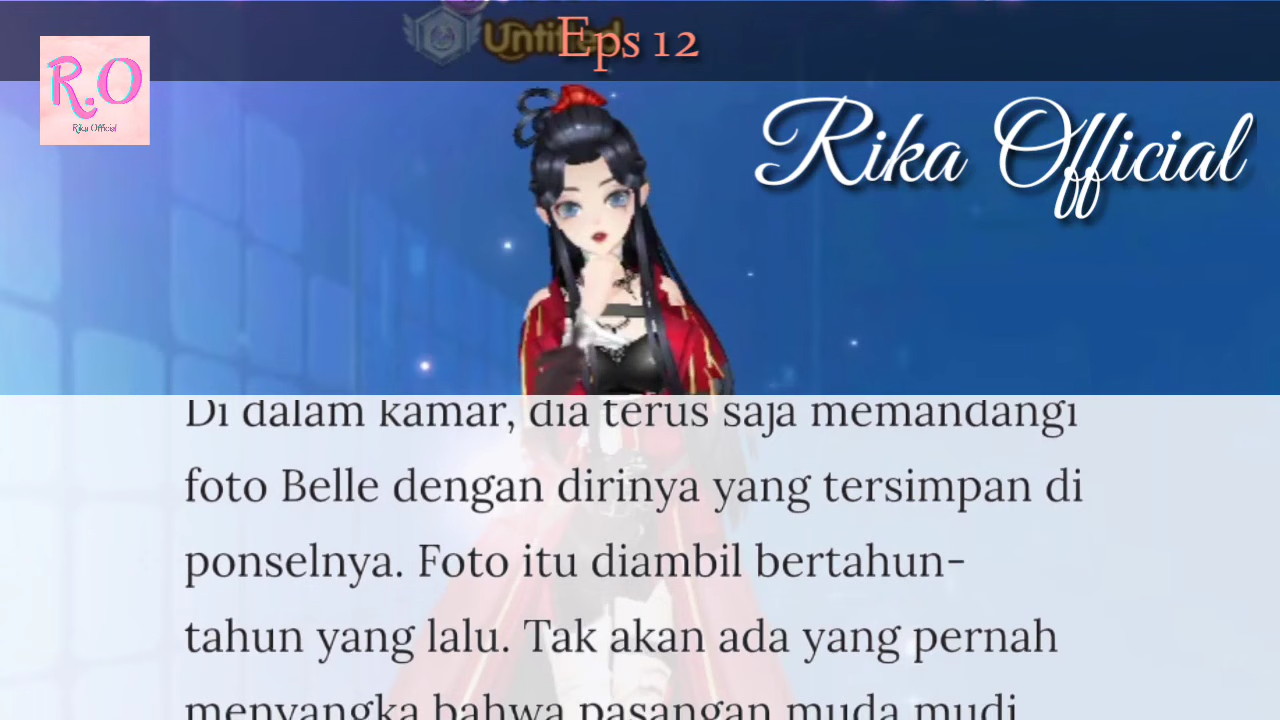 Untitled
Eps 12
R.O
Rika Official
Rika Official
Di dalam kamar, dia terus saja memandangi
foto Belle dengan dirinya yang tersimpan di
ponselnya. Foto itu diambil bertahun-
tahun yang lalu. Tak akan ada yang pernah
menyangka bahwa pasangan muda mudi